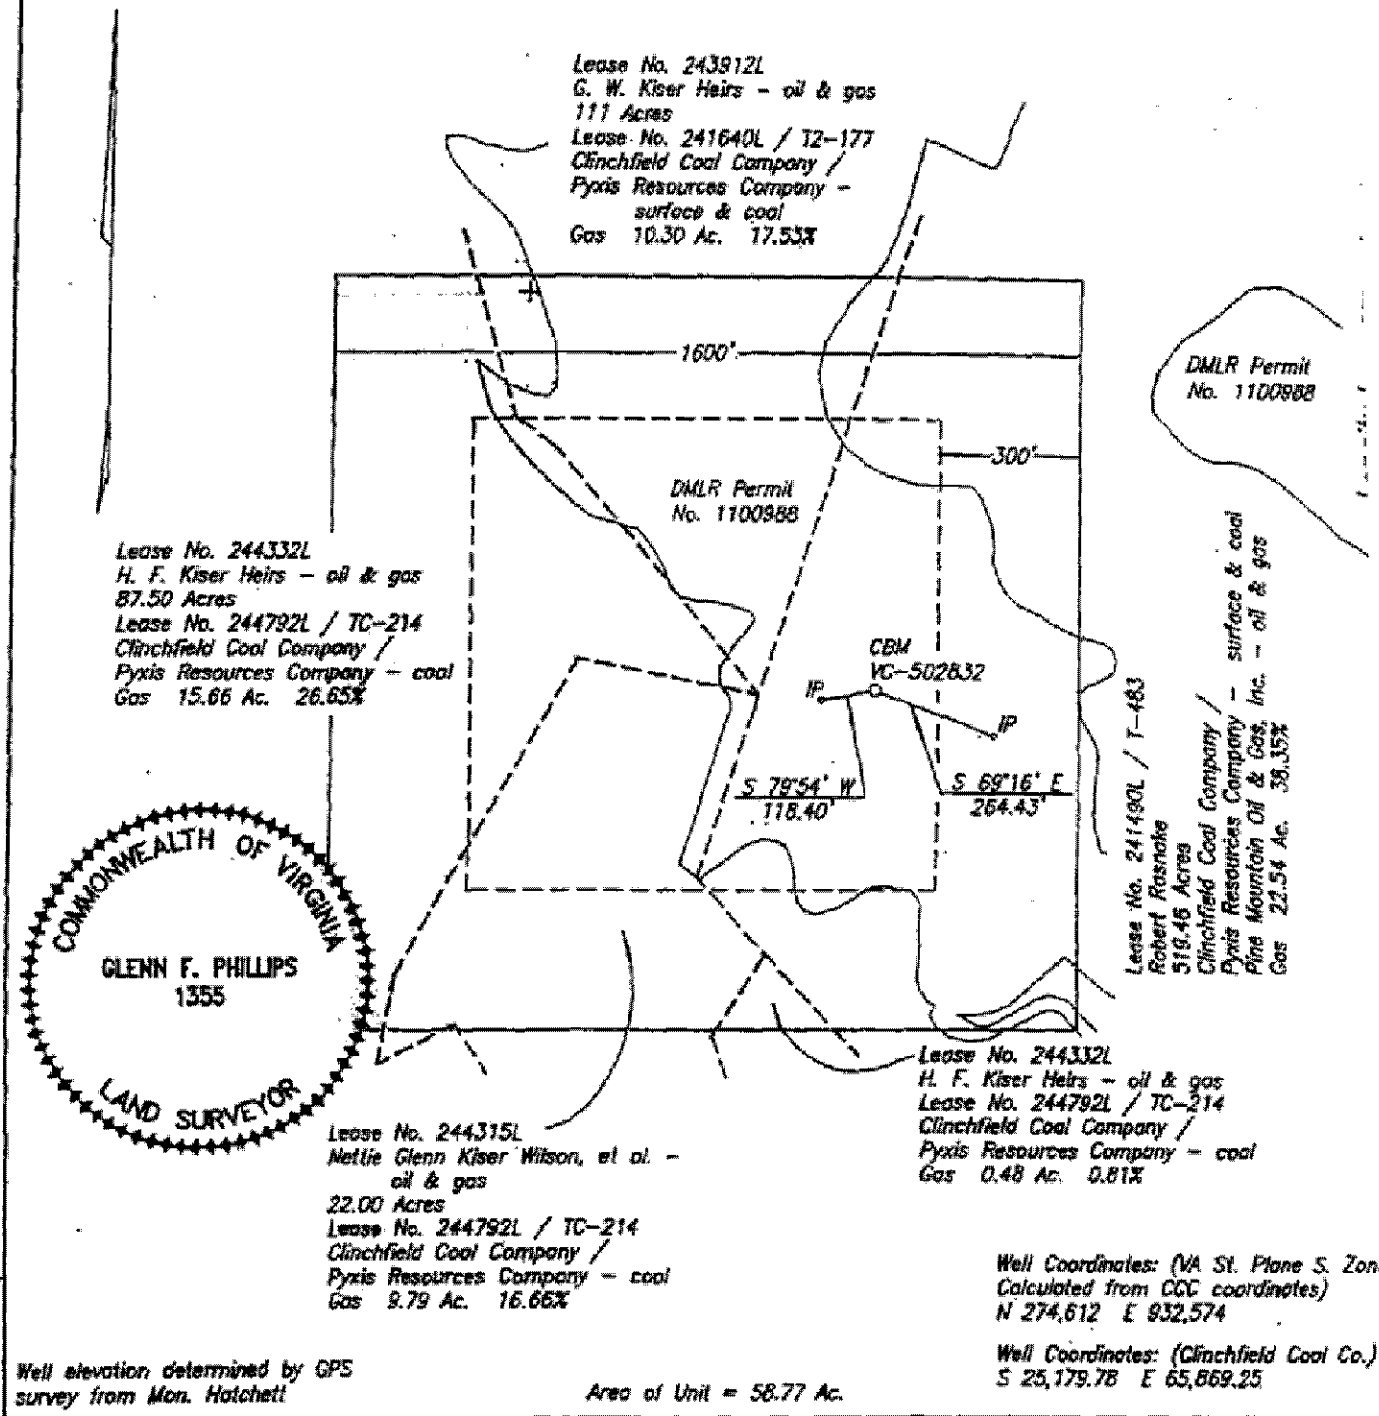 Lease No. 243912L
G. W. Kiser Heirs - oil & gas
111 Acres
Lease No. 241640L / T2-177
Clinchfield Coal Company /
Pyxis Resources Company -
surface & coal
Gas 10.30 Ac. 17.53%
1600'
DMLR Permit
No. 1100988
300'
DMLR Permit
No. 1100988
Lease No. 244332L
H. F. Kiser Heirs - oil & gas
87.50 Acres
Lease No. 244792L / TC-214
Clinchfield Coal Company /
Pyxis Resources Company - coal
Gas 15.66 Ac. 26.65%
CBM
VC-502832
IP
IP
S 79°54' W
118.40'
S 69°16' E
264.43'
Lease No. 241490L / T-483
Robert Rasnake
519.46 Acres
Clinchfield Coal Company /
Pyxis Resources Company - surface & coal
Pine Mountain Oil & Gas, Inc. - oil & gas
Gas 22.54 Ac. 38.35%
COMMONWEALTH OF VIRGINIA
GLENN F. PHILLIPS
1355
LAND SURVEYOR
Lease No. 244332L
H. F. Kiser Heirs - oil & gas
Lease No. 244792L / TC-214
Clinchfield Coal Company /
Pyxis Resources Company - coal
Gas 0.48 Ac. 0.81%
Lease No. 244315L
Nettie Glenn Kiser Wilson, et al. -
oil & gas
22.00 Acres
Lease No. 244792L / TC-214
Clinchfield Coal Company /
Pyxis Resources Company - coal
Gas 9.79 Ac. 16.66%
Well Coordinates: (VA St. Plane S. Zon
Calculated from CCC coordinates)
N 274,612 E 932,574
Well Coordinates: (Clinchfield Coal Co.)
S 25,179.78 E 65,869.25
Well elevation determined by GPS
survey from Mon. Hatchett
Area of Unit = 58.77 Ac.